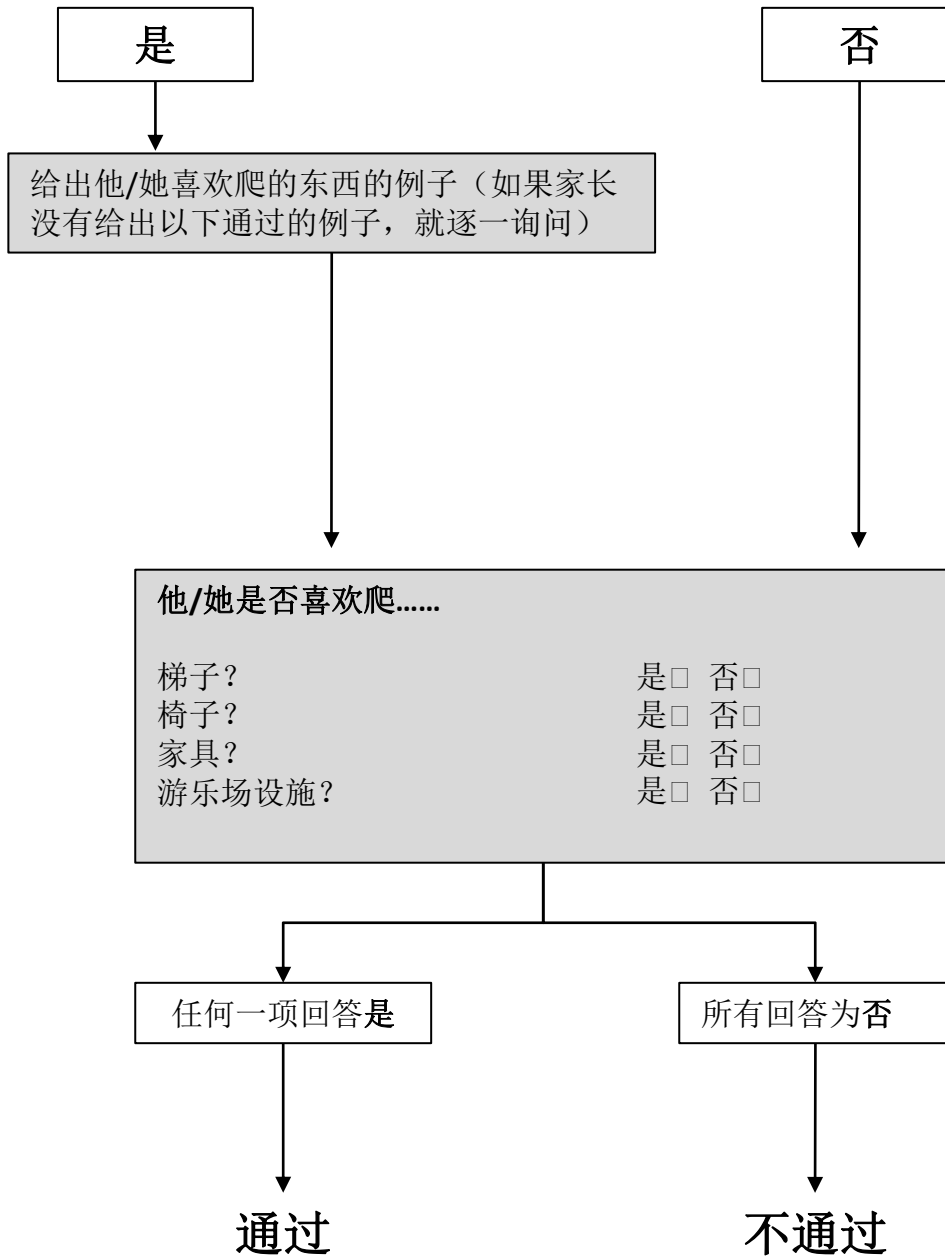 是
否
给出他/她喜欢爬的东西的例子（如果家长
没有给出以下通过的例子，就逐一询问）
他/她是否喜欢爬……
梯子？ 是□ 否□
椅子？ 是□ 否□
家具？ 是□ 否□
游乐场设施？ 是□ 否□
任何一项回答是
所有回答为否
通过
不通过